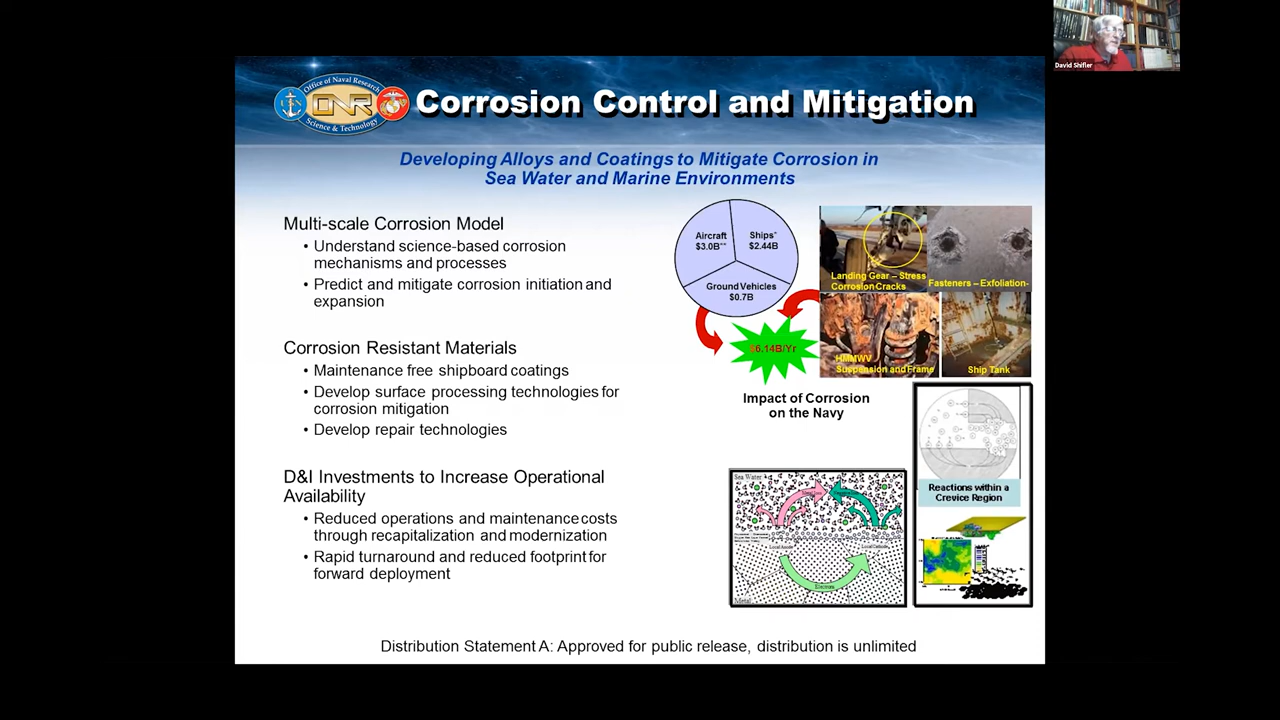 David Shifler
Office of Naval Research
ONR
Science & Technology
Corrosion Control and Mitigation
Developing Alloys and Coatings to Mitigate Corrosion in
Sea Water and Marine Environments
Multi-scale Corrosion Model
• Understand science-based corrosion
mechanisms and processes
• Predict and mitigate corrosion initiation and
expansion
Corrosion Resistant Materials
• Maintenance free shipboard coatings
• Develop surface processing technologies for
corrosion mitigation
• Develop repair technologies
D&I Investments to Increase Operational
Availability
• Reduced operations and maintenance costs
through recapitalization and modernization
• Rapid turnaround and reduced footprint for
forward deployment
Aircraft
$3.0B**
Ships*
$2.44B
Ground Vehicles
$0.7B
$6.14B/Yr
Impact of Corrosion
on the Navy
Landing Gear – Stress
Corrosion Cracks
Fasteners – Exfoliation-
HMMWV
Suspension and Frame
Ship Tank
Sea Water
Metal
Reactions within a
Crevice Region
Distribution Statement A: Approved for public release, distribution is unlimited